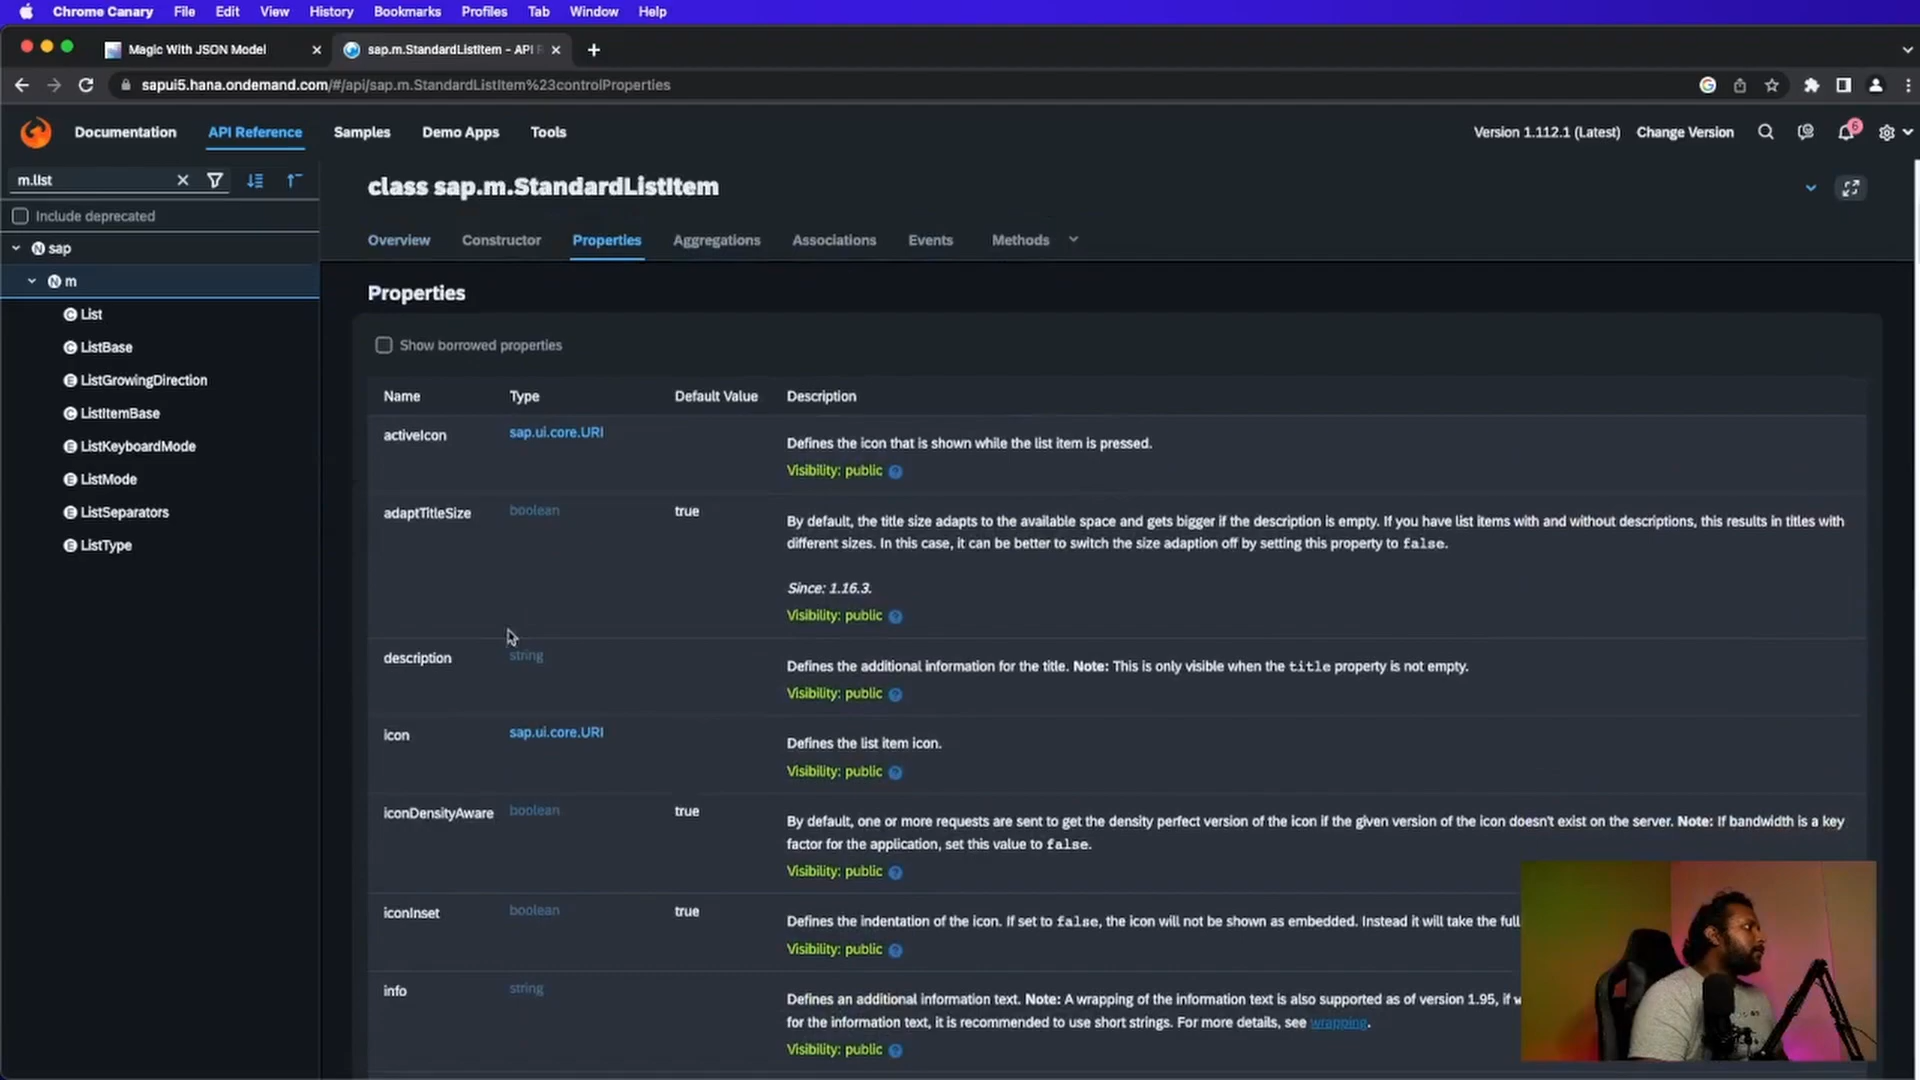 Chrome Canary File Edit View History Bookmarks Profiles Tab Window Help
Magic With JSON Model
sap.m.StandardListItem - API R
sapui5.hana.ondemand.com/#/api/sap.m.StandardListItem%23controlProperties
Documentation API Reference Samples Demo Apps Tools
Version 1.112.1 (Latest) Change Version 6
m.list
Include deprecated
sap
m
List
ListBase
ListGrowingDirection
ListItemBase
ListKeyboardMode
ListMode
ListSeparators
ListType
class sap.m.StandardListItem
Overview Constructor Properties Aggregations Associations Events Methods
Properties
Show borrowed properties
Name Type Default Value Description
activeIcon sap.ui.core.URI Defines the icon that is shown while the list item is pressed.
Visibility: public
adaptTitleSize boolean true By default, the title size adapts to the available space and gets bigger if the description is empty. If you have list items with and without descriptions, this results in titles with
different sizes. In this case, it can be better to switch the size adaption off by setting this property to false.
Since: 1.16.3.
Visibility: public
description string Defines the additional information for the title. Note: This is only visible when the title property is not empty.
Visibility: public
icon sap.ui.core.URI Defines the list item icon.
Visibility: public
iconDensityAware boolean true By default, one or more requests are sent to get the density perfect version of the icon if the given version of the icon doesn't exist on the server. Note: If bandwidth is a key
factor for the application, set this value to false.
Visibility: public
iconInset boolean true Defines the indentation of the icon. If set to false, the icon will not be shown as embedded. Instead it will take the full
Visibility: public
info string Defines an additional information text. Note: A wrapping of the information text is also supported as of version 1.95, if
for the information text, it is recommended to use short strings. For more details, see wrapping.
Visibility: public